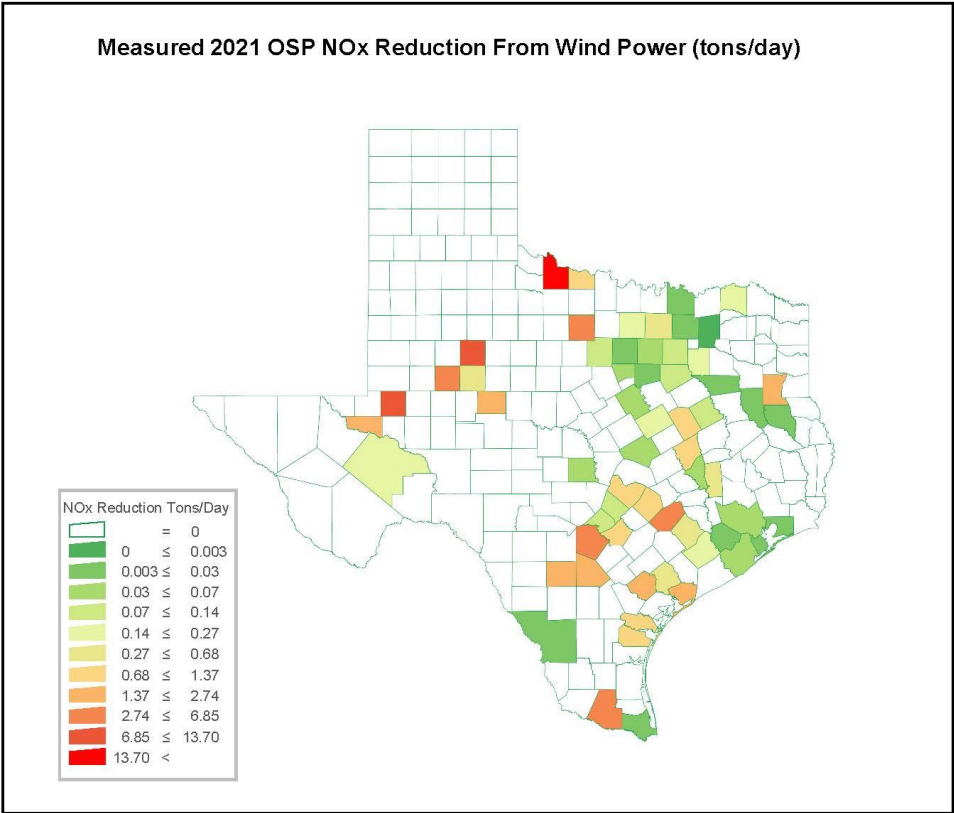 Measured 2021 OSP NOx Reduction From Wind Power (tons/day)
NOx Reduction Tons/Day
= 0
0 ≤ 0.003
0.003 ≤ 0.03
0.03 ≤ 0.07
0.07 ≤ 0.14
0.14 ≤ 0.27
0.27 ≤ 0.68
0.68 ≤ 1.37
1.37 ≤ 2.74
2.74 ≤ 6.85
6.85 ≤ 13.70
13.70 <